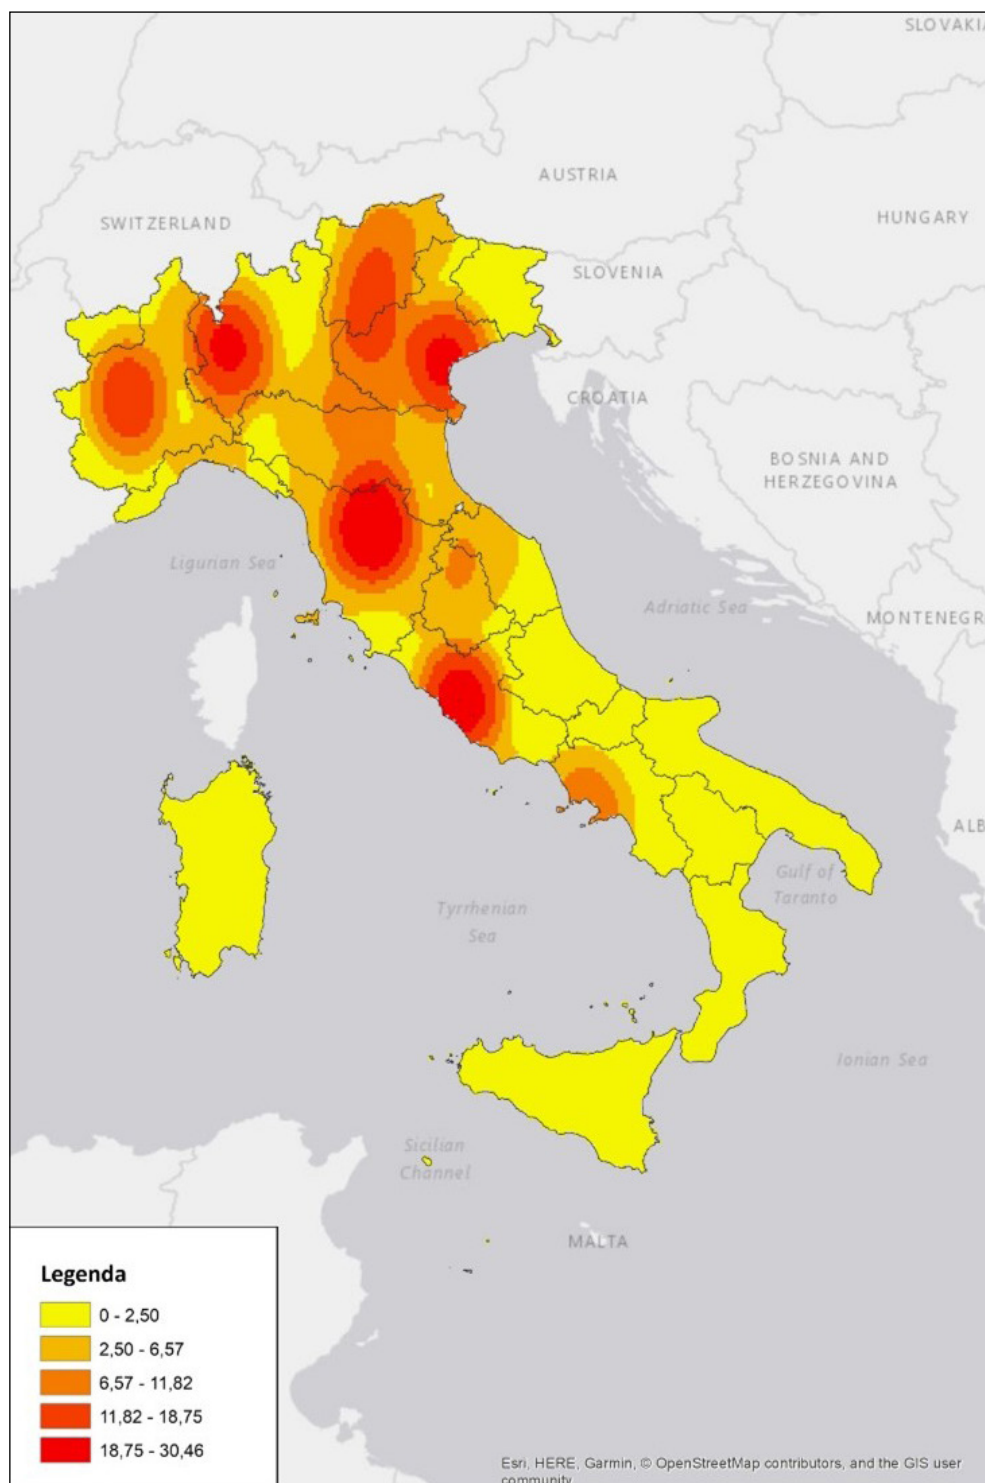 SLOVAKIA
AUSTRIA
SWITZERLAND
HUNGARY
SLOVENIA
CROATIA
BOSNIA AND
HERZEGOVINA
Ligurian Sea
Adriatic Sea
MONTENEGR
ALB
Gulf of
Taranto
Tyrrhenian
Sea
Ionian Sea
Sicilian
Channel
MALTA
Legenda
0 - 2,50
2,50 - 6,57
6,57 - 11,82
11,82 - 18,75
18,75 - 30,46
Esri, HERE, Garmin, © OpenStreetMap contributors, and the GIS user
community